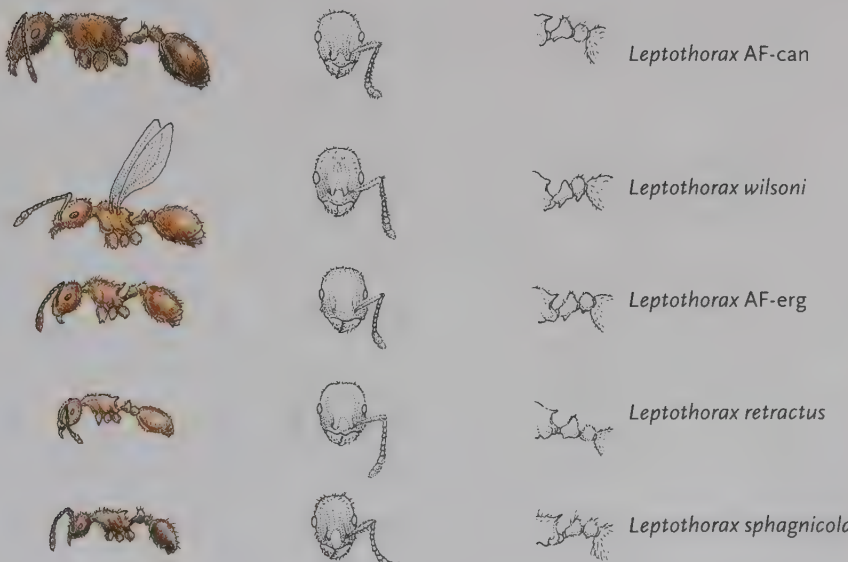 Leptothorax AF-can
Leptothorax wilsoni
Leptothorax AF-erg
Leptothorax retractus
Leptothorax sphagnicola